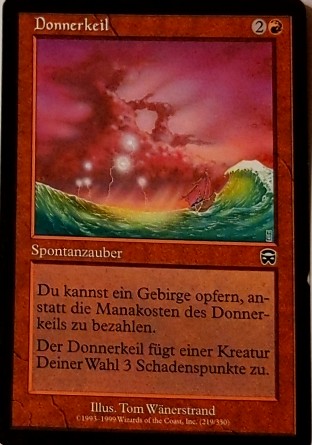 Donnerkeil 2
Spontanzauber
Du kannst ein Gebirge opfern, an-
statt die Manakosten des Donner-
keils zu bezahlen.
Der Donnerkeil fügt einer Kreatur
Deiner Wahl 3 Schadenspunkte zu.
Illus. Tom Wänerstrand
©1993-1999 Wizards of the Coast, Inc. (219/350)